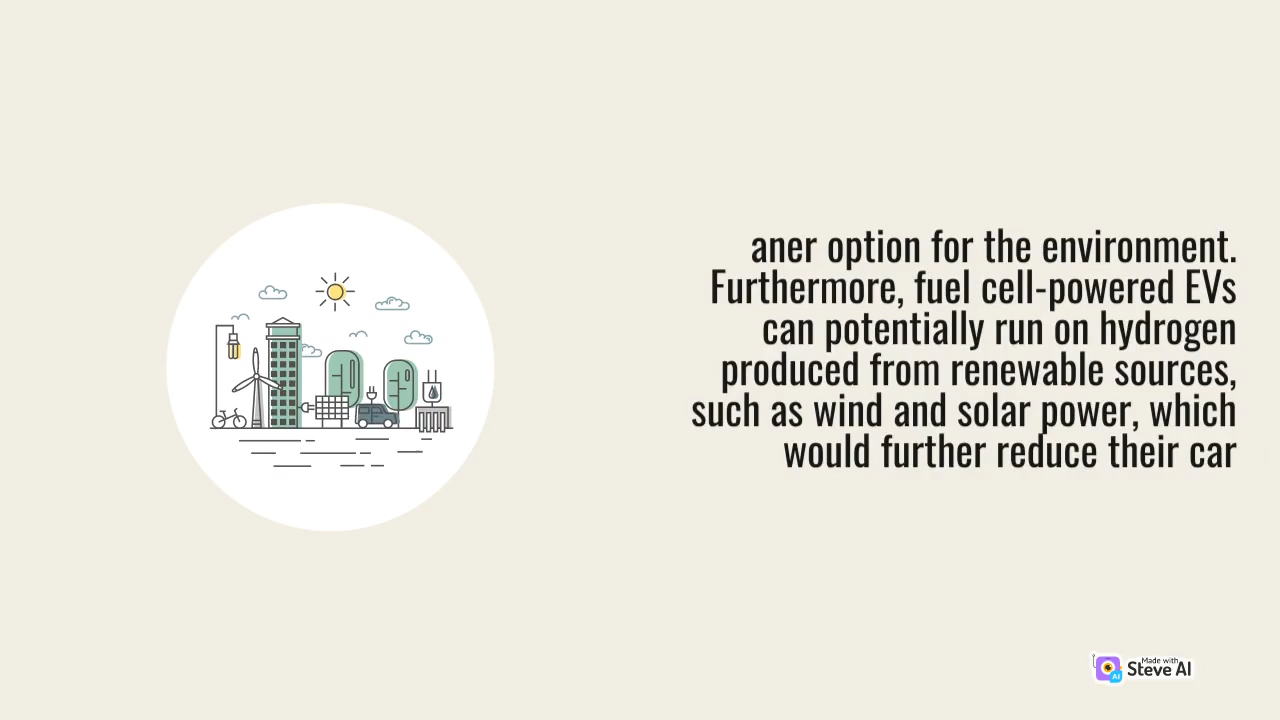 aner option for the environment.
Furthermore, fuel cell-powered EVs
can potentially run on hydrogen
produced from renewable sources,
such as wind and solar power, which
would further reduce their car
Made with
Steve AI
AI